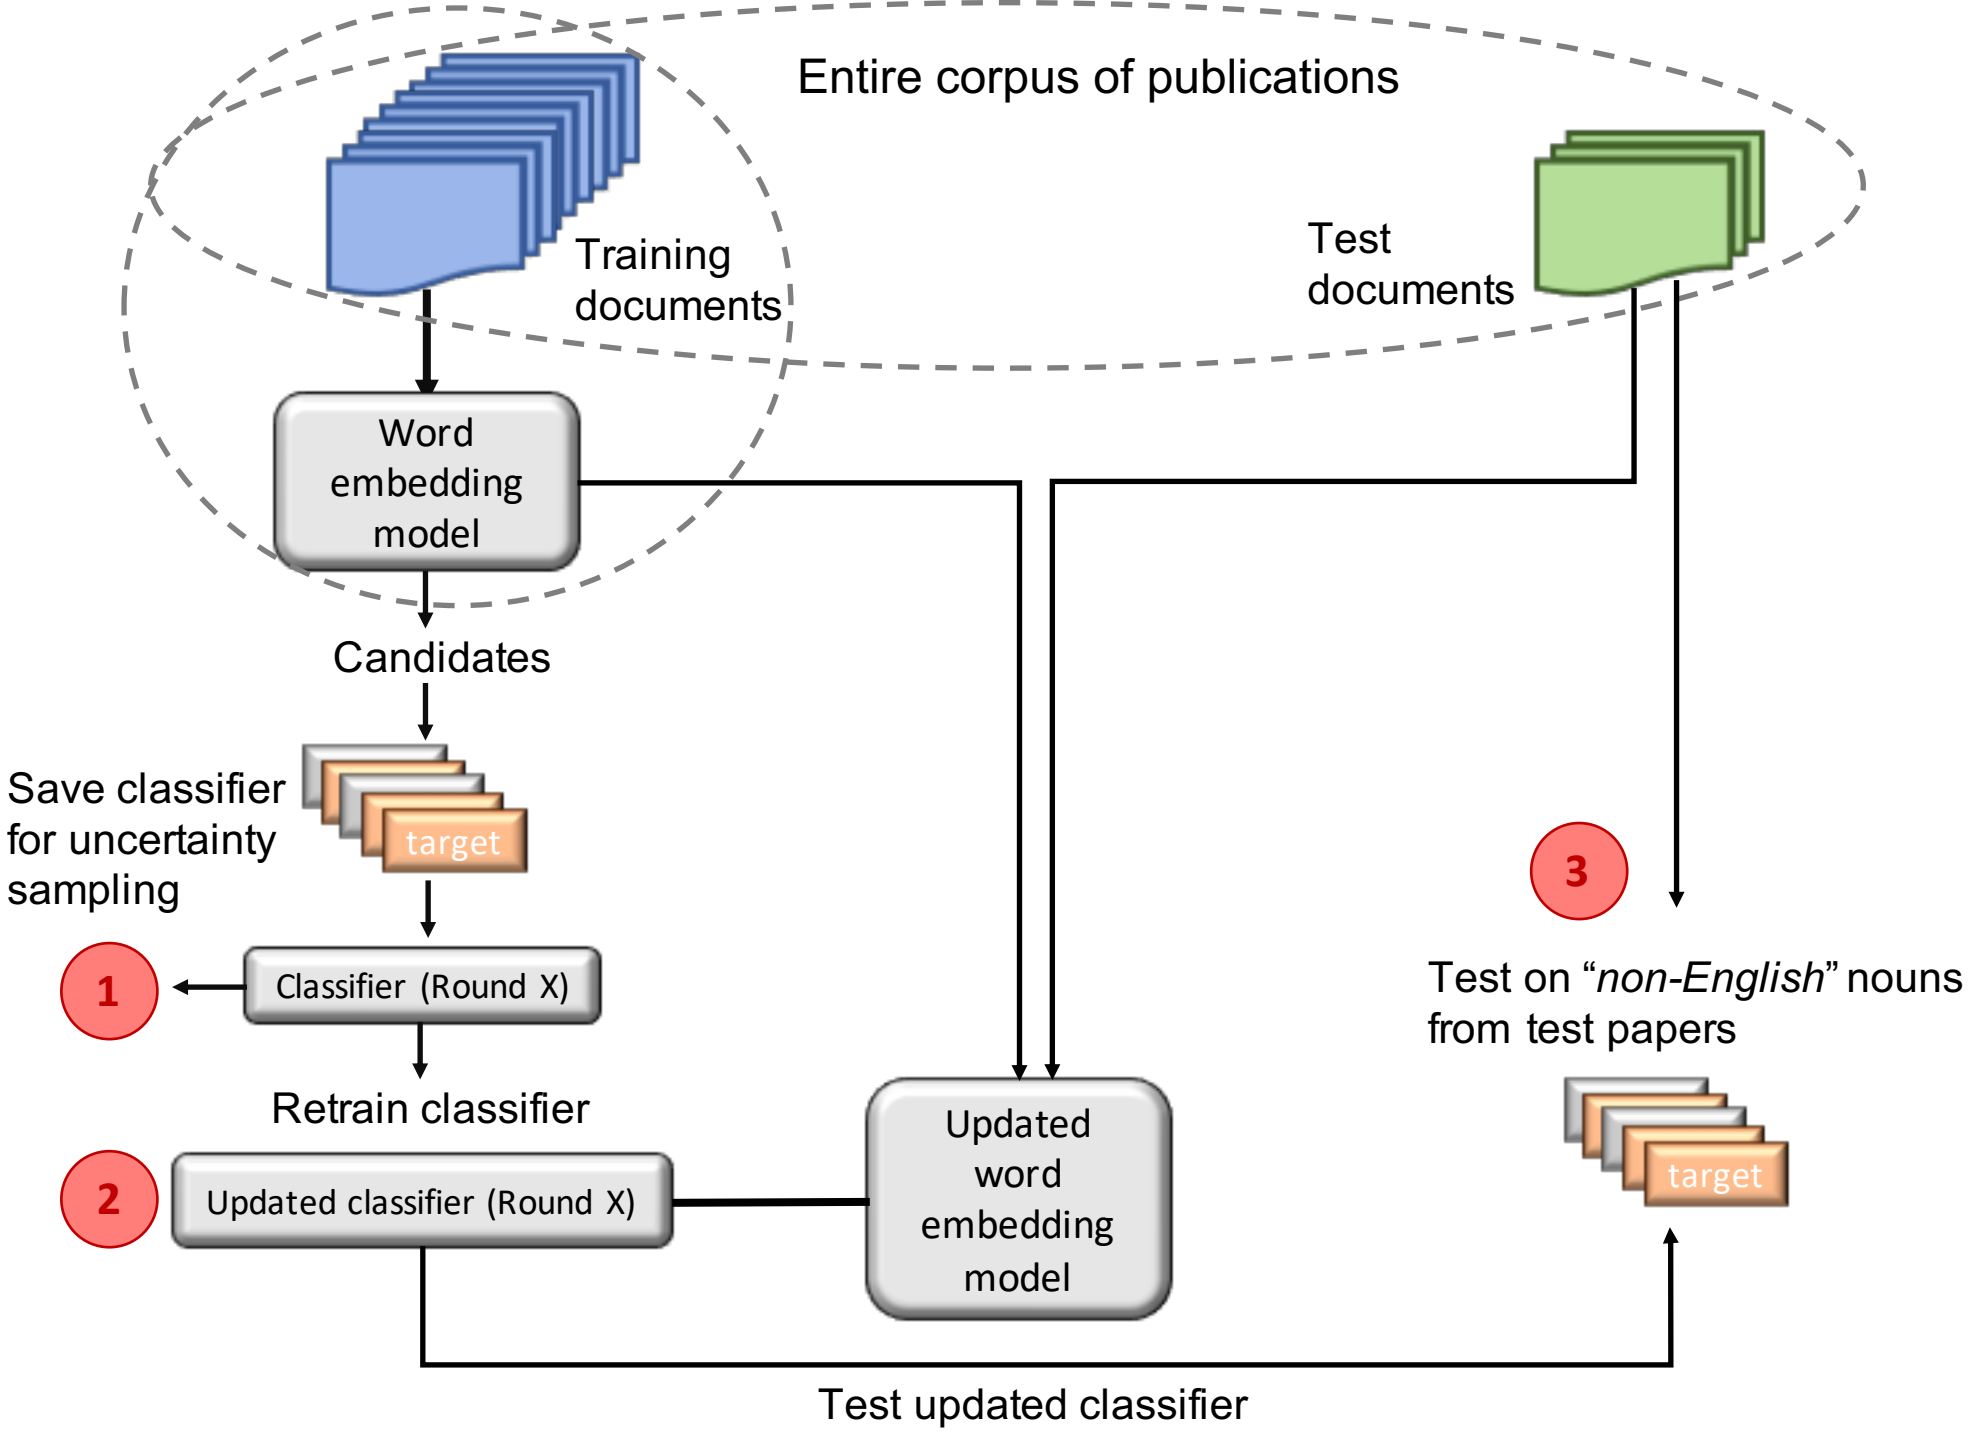 Entire corpus of publications
Training
documents
Test
documents
Word
embedding
model
Candidates
Save classifier
for uncertainty
sampling
target
1
Classifier (Round X)
Retrain classifier
2
Updated classifier (Round X)
Updated
word
embedding
model
3
Test on “non-English” nouns
from test papers
target
Test updated classifier